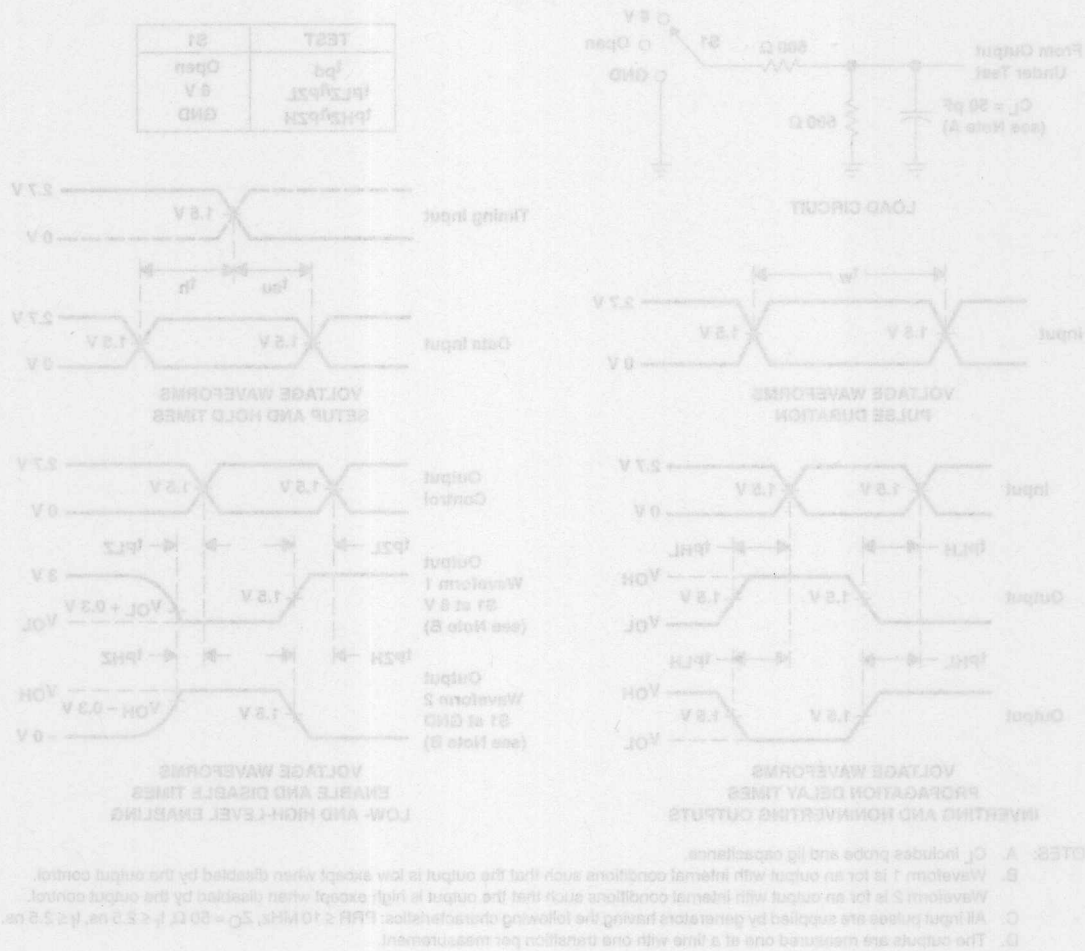 From Output
Under Test
CL = 50 pF
(see Note A)
500 Ω
500 Ω
S1
6 V
Open
GND
LOAD CIRCUIT
TEST S1
tpd Open
tPLZ/tPZL 6 V
tPHZ/tPZH GND
Timing Input
1.5 V
2.7 V
0 V
tsu
th
Data Input
1.5 V
1.5 V
2.7 V
0 V
VOLTAGE WAVEFORMS
SETUP AND HOLD TIMES
tw
Input
1.5 V
1.5 V
2.7 V
0 V
VOLTAGE WAVEFORMS
PULSE DURATION
Input
1.5 V
1.5 V
2.7 V
0 V
tPLH
tPHL
Output
1.5 V
1.5 V
VOH
VOL
tPHL
tPLH
Output
1.5 V
1.5 V
VOH
VOL
VOLTAGE WAVEFORMS
PROPAGATION DELAY TIMES
INVERTING AND NONINVERTING OUTPUTS
Output
Control
1.5 V
1.5 V
2.7 V
0 V
tPZL
tPLZ
Output
Waveform 1
S1 at 6 V
(see Note B)
1.5 V
VOL + 0.3 V
3 V
VOL
tPZH
tPHZ
Output
Waveform 2
S1 at GND
(see Note B)
1.5 V
VOH – 0.3 V
VOH
0 V
VOLTAGE WAVEFORMS
ENABLE AND DISABLE TIMES
LOW- AND HIGH-LEVEL ENABLING
OTES: A. CL includes probe and jig capacitance.
B. Waveform 1 is for an output with internal conditions such that the output is low except when disabled by the output control.
Waveform 2 is for an output with internal conditions such that the output is high except when disabled by the output control.
C. All input pulses are supplied by generators having the following characteristics: PRR ≤ 10 MHz, ZO = 50 Ω, tr ≤ 2.5 ns, tf ≤ 2.5 ns.
D. The outputs are measured one at a time with one transition per measurement.